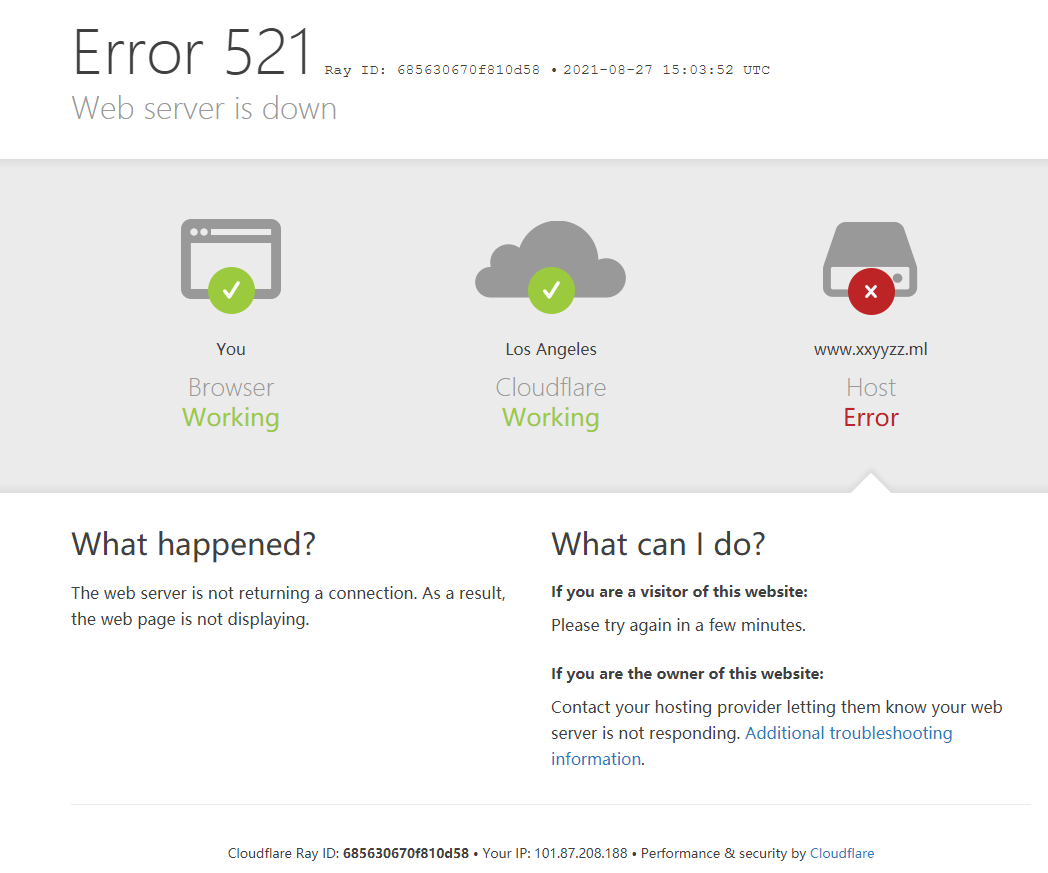 Error 521 Ray ID: 685630670f810d58 • 2021-08-27 15:03:52 UTC
Web server is down
You
Browser
Working
Los Angeles
Cloudflare
Working
www.xxyyzz.ml
Host
Error
What happened?
The web server is not returning a connection. As a result,
the web page is not displaying.
What can I do?
If you are a visitor of this website:
Please try again in a few minutes.
If you are the owner of this website:
Contact your hosting provider letting them know your web
server is not responding. Additional troubleshooting
information.
Cloudflare Ray ID: 685630670f810d58 • Your IP: 101.87.208.188 • Performance & security by Cloudflare